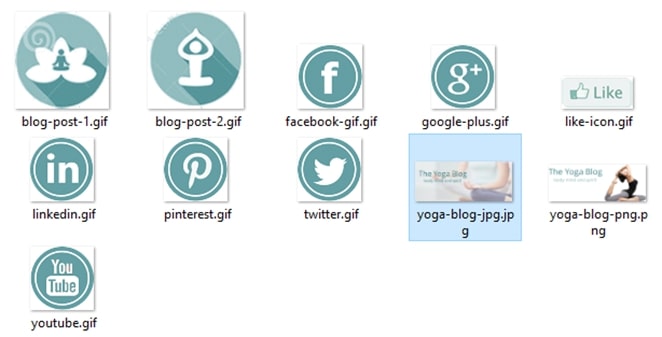 blog-post-1.gif
blog-post-2.gif
f
facebook-gif.gif
g+
google-plus.gif
Like
like-icon.gif
in
linkedin.gif
pinterest.gif
twitter.gif
The Yoga Blog
yoga-blog-jpg.jp
g
The Yoga Blog
yoga-blog-png.p
ng
You
Tube
youtube.gif